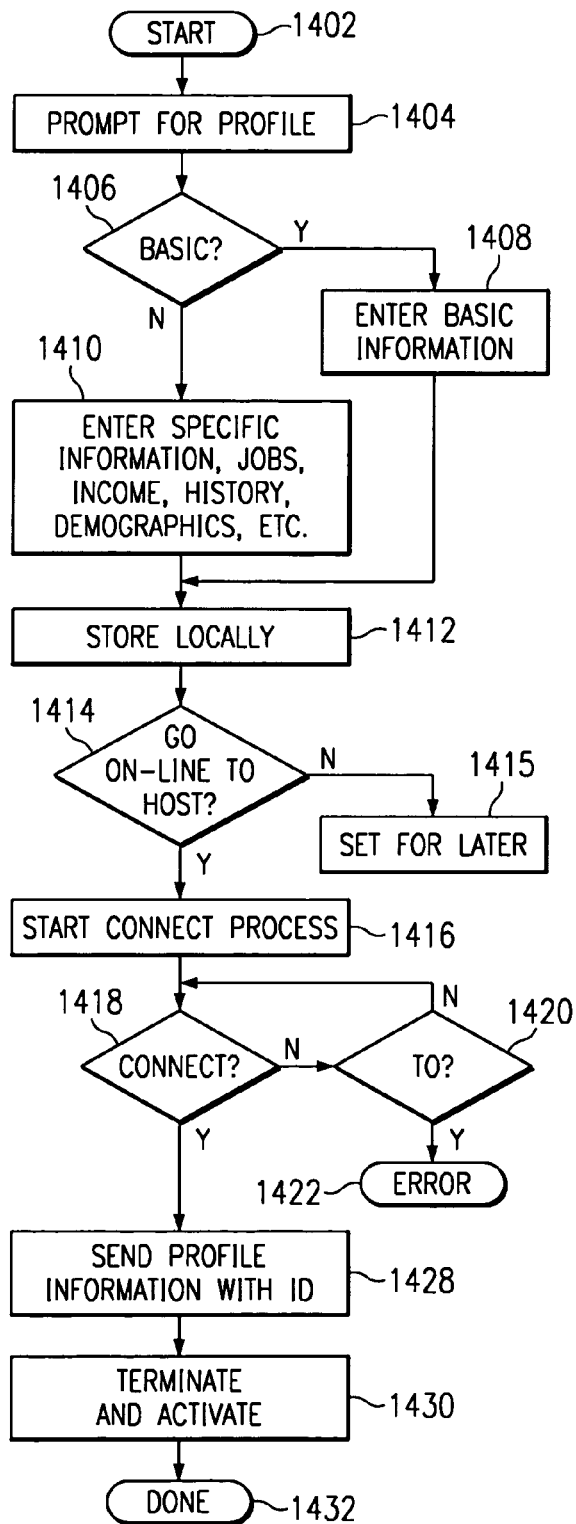 START
1402
PROMPT FOR PROFILE
1404
1406
BASIC?
Y
N
1408
ENTER BASIC
INFORMATION
1410
ENTER SPECIFIC
INFORMATION, JOBS,
INCOME, HISTORY,
DEMOGRAPHICS, ETC.
STORE LOCALLY
1412
1414
GO
ON-LINE TO
HOST?
N
Y
1415
SET FOR LATER
START CONNECT PROCESS
1416
1418
CONNECT?
N
Y
N
1420
TO?
Y
1422
ERROR
SEND PROFILE
INFORMATION WITH ID
1428
TERMINATE
AND ACTIVATE
1430
DONE
1432